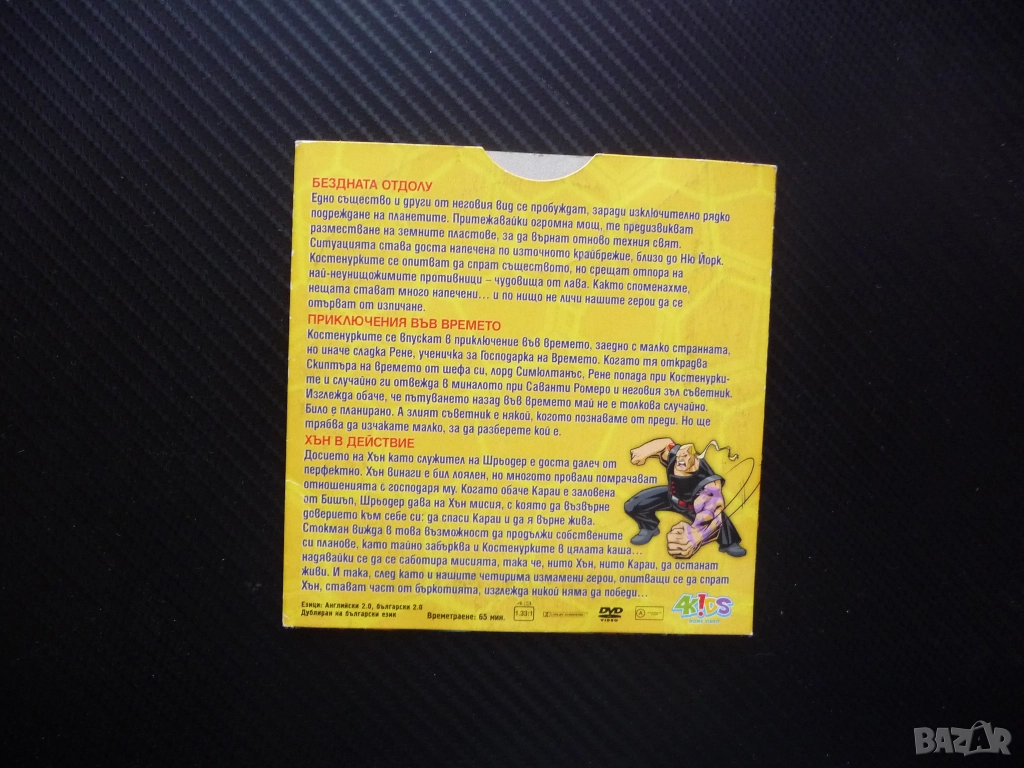 БЕЗДНАТА ОТДОЛУ
Едно същество и други от неговия вид се пробуждат, заради изключително рядко
подреждане на планетите. Притежавайки огромна мощ, те предизвикват
разместване на земните пластове, за да върнат отново техния свят.
Ситуацията става доста напечена по източното крайбрежие, близо до Ню Йорк.
Костенурките се опитват да спрат съществото, но срещат отпора на
най-неунищожимите противници – чудовища от лава. Както споменахме,
нещата стават много напечени... и по нищо не личи нашите герои да се
отърват от изпичане.
ПРИКЛЮЧЕНИЯ ВЪВ ВРЕМЕТО
Костенурките се впускат в приключение във времето, заедно с малко странната,
но иначе сладка Рене, ученичка за Господарка на Времето. Когато тя открадва
Скиптъра на времето от шефа си, лорд Симюлтанъс, Рене попада при Костенурки-
те и случайно ги отвежда в миналото при Саванти Ромеро и неговия зъл съветник.
Изглежда обаче, че пътуването назад във времето май не е толкова случайно.
Било е планирано. А злият съветник е някой, когото познаваме от преди. Но ще
трябва да изчакате малко, за да разберете кой е.
ХЪН В ДЕЙСТВИЕ
Досието на Хън като служител на Шрьодер е доста далеч от
перфектно. Хън винаги е бил лоялен, но многото провали помрачават
отношенията с господаря му. Когато обаче Караи е заловена
от Бишъп, Шрьодер дава на Хън мисия, с която да възвърне
доверието към себе си: да спаси Караи и да я върне жива.
Стокман вижда в това възможност да продължи собствените
си планове, като тайно забърква и Костенурките в цялата каша...
надявайки се да се саботира мисията, така че, нито Хън, нито Караи, да останат
живи. И така, след като и нашите четирима измамени герои, опитващи се да спрат
Хън, стават част от бъркотията, изглежда никой няма да победи...
Езици: Английски 2.0, български 2.0
Дублиран на български език
Времетраене: 65 мин.
4:3
1.33:1
DVD
VIDEO
A
4KIDS
HOME VIDEO
BAZAR